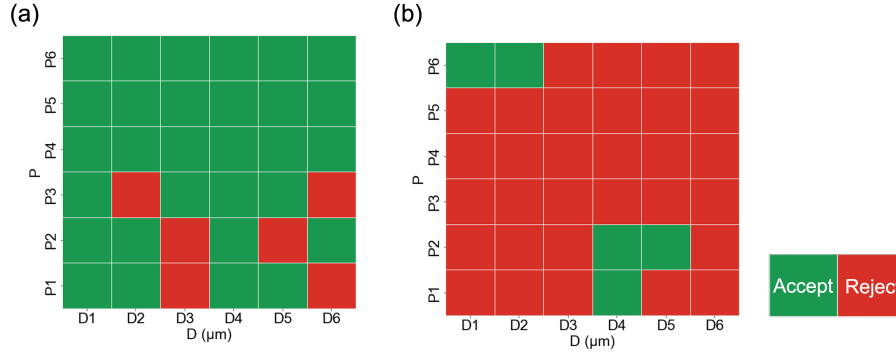 (a)
P
P6
P5
P4
P3
P2
P1
D1 D2 D3 D4 D5 D6
D (µm)
(b)
P
P6
P5
P4
P3
P2
P1
D1 D2 D3 D4 D5 D6
D (µm)
Accept Reject